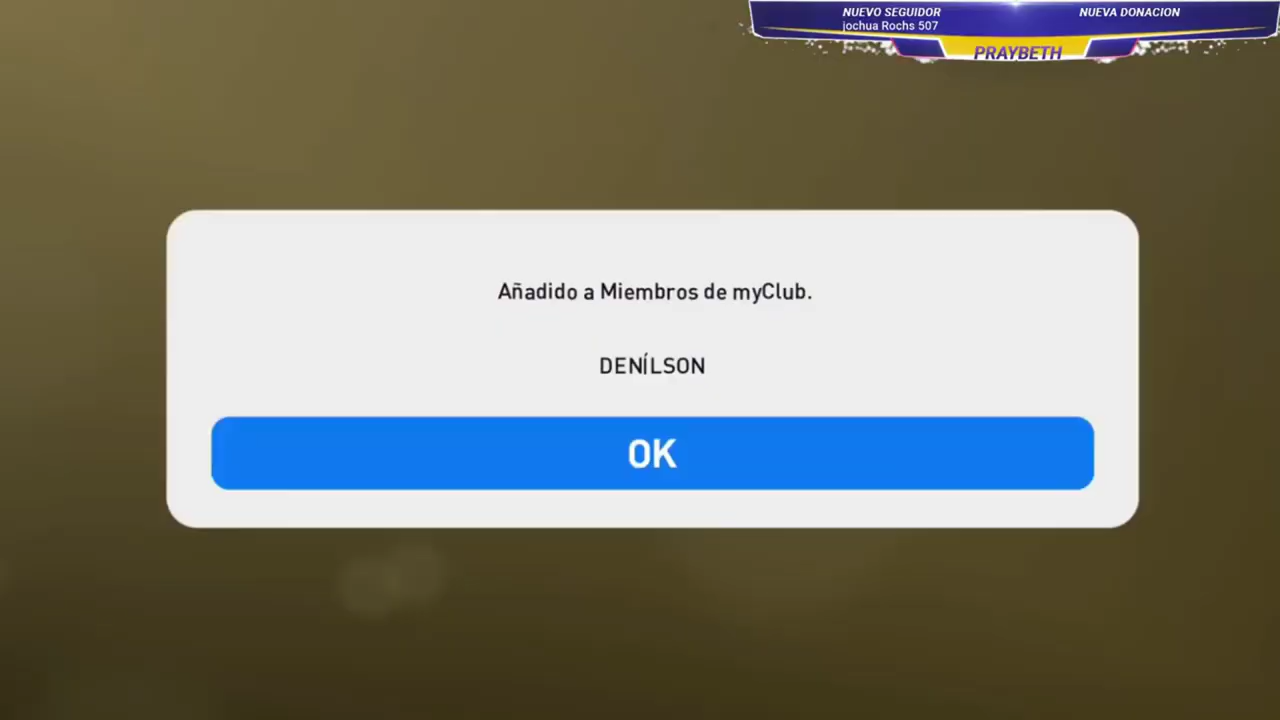 NUEVO SEGUIDOR
jochua Rochs 507
NUEVA DONACION
PRAYBETH
Añadido a Miembros de myClub.
DENÍLSON
OK